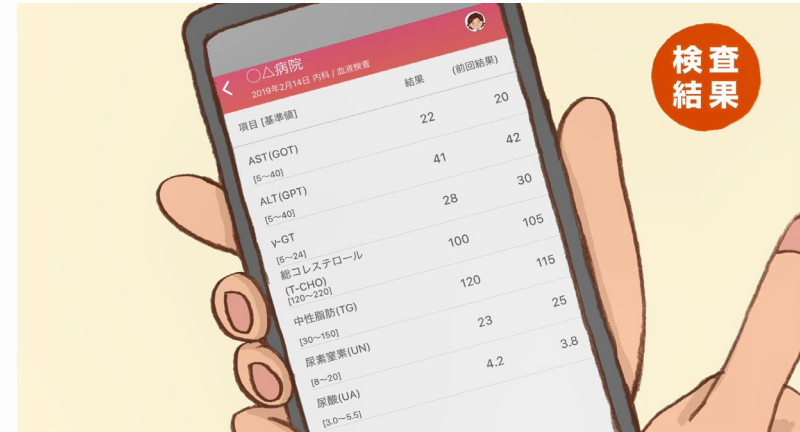 〇△病院
2019年2月14日 内科 / 血液検査
項目 [基準値] 結果 (前回結果)
AST(GOT) 22 20
[5〜40]
ALT(GPT) 41 42
[5〜40]
γ-GT 28 30
[5〜24]
総コレステロール
(T-CHO) 100 105
[120〜220]
中性脂肪(TG) 120 115
[30〜150]
尿素窒素(UN) 23 25
[8〜20]
尿酸(UA) 4.2 3.8
[3.0〜5.5]
検査
結果